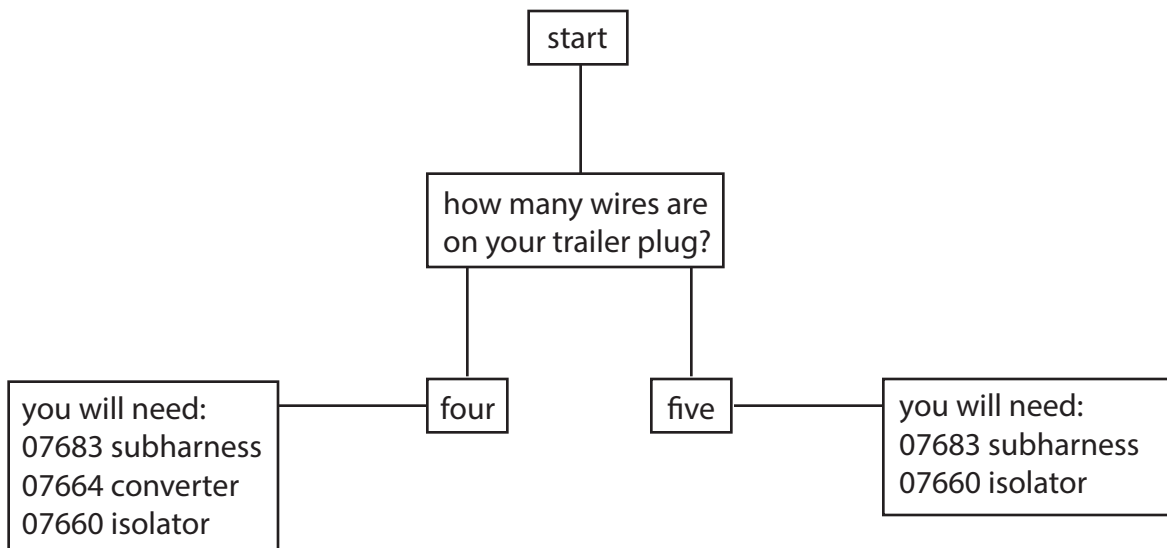 start
how many wires are
on your trailer plug?
four
five
you will need:
07683 subharness
07664 converter
07660 isolator
you will need:
07683 subharness
07660 isolator